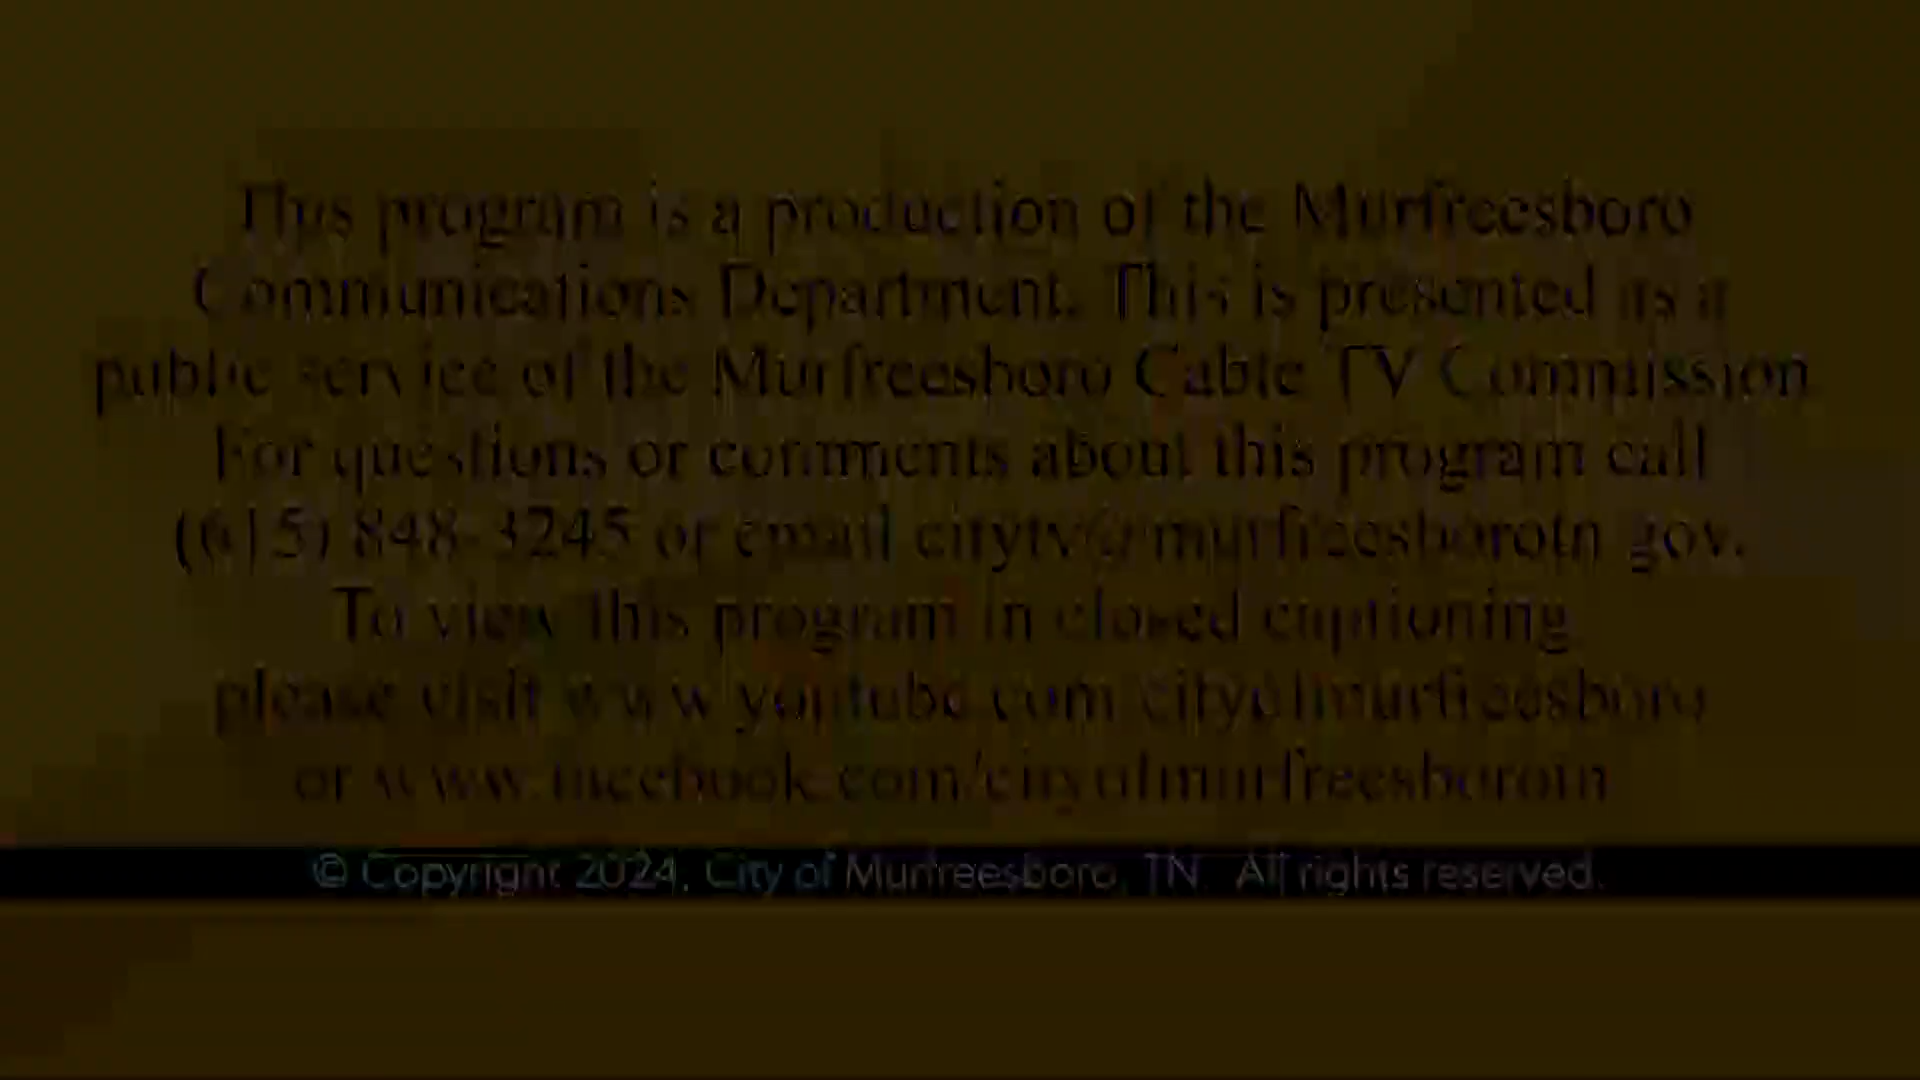 This program is a production of the Murfreesboro
Communications Department. This is presented as a
public service of the Murfreesboro Cable TV Commission
For questions or comments about this program call
(615) 848-3245 or email citytv@murfreesborotn.gov.
To view this program in closed captioning
please visit www.youtube.com/cityofmurfreesboro
or www.facebook.com/cityofmurfreesborotn
© Copyright 2024, City of Murfreesboro, TN. All rights reserved.